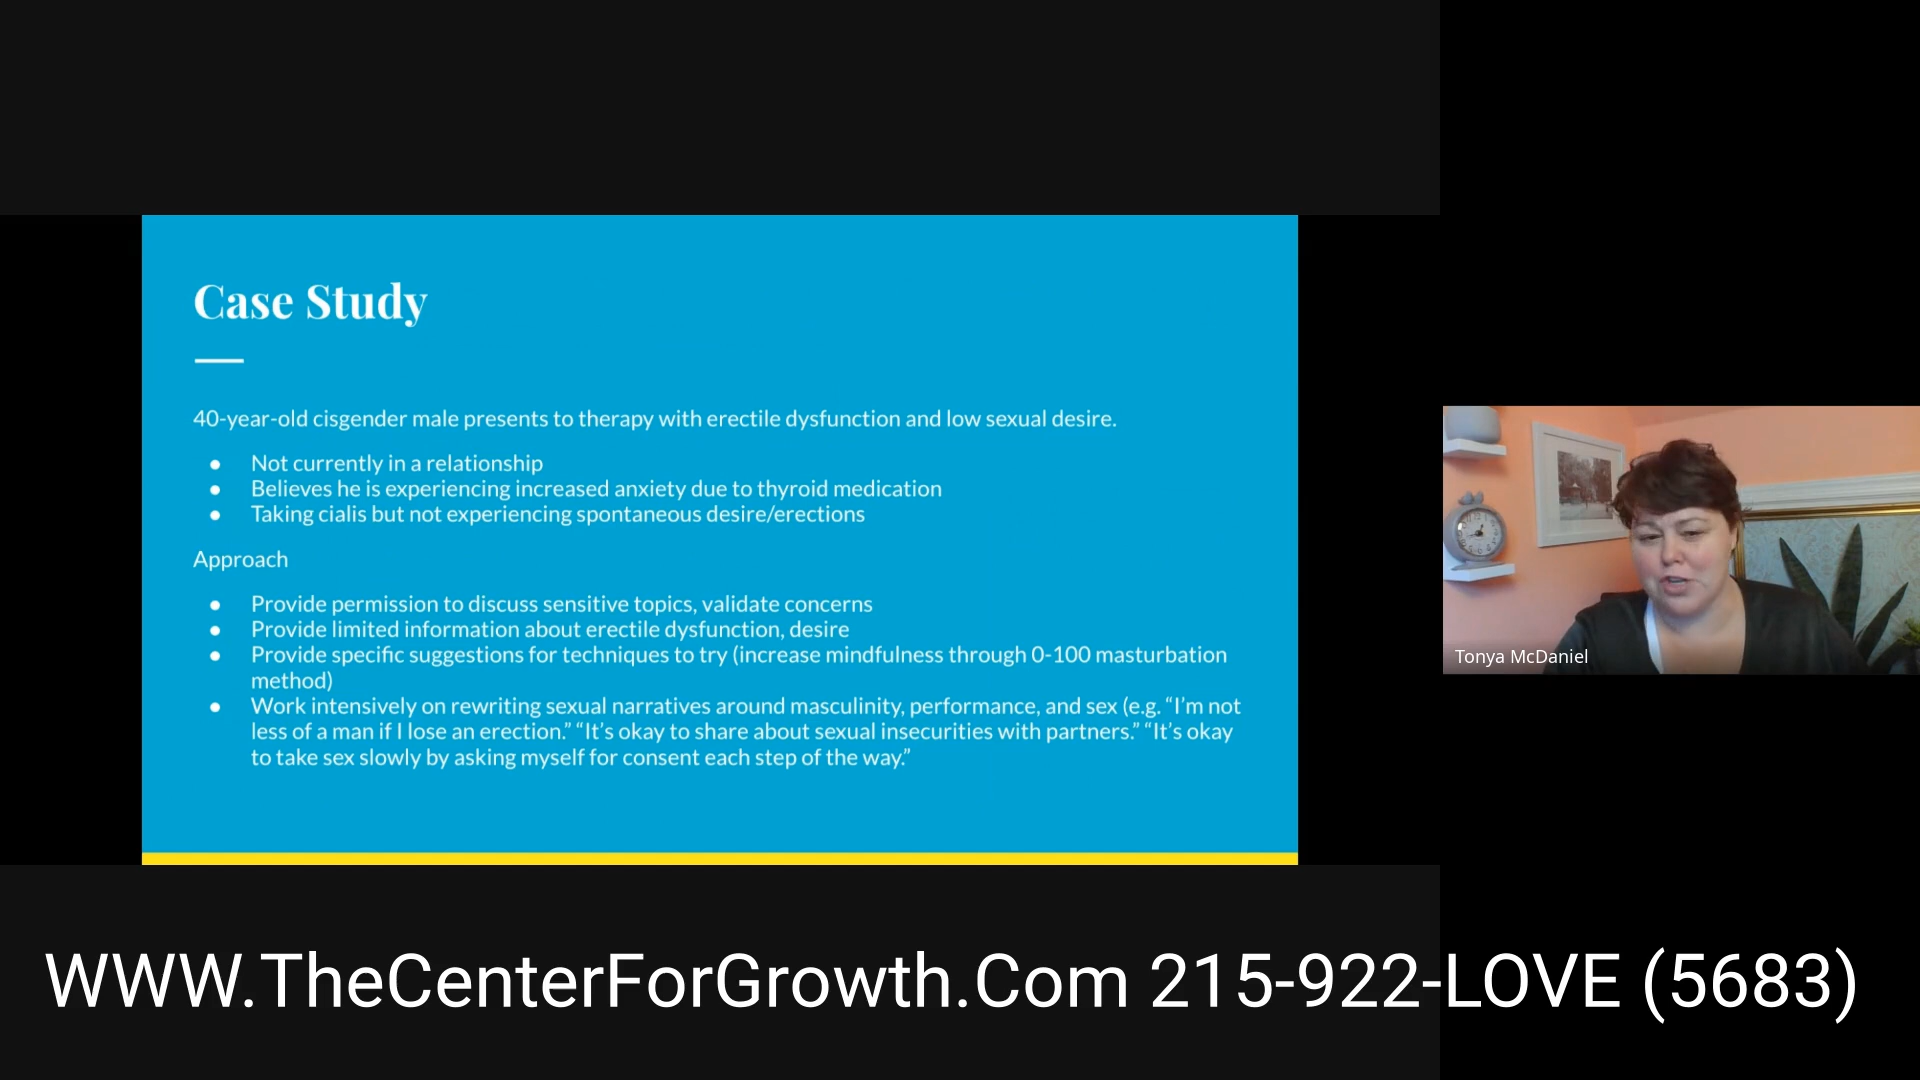 Case Study
40-year-old cisgender male presents to therapy with erectile dysfunction and low sexual desire.
● Not currently in a relationship
● Believes he is experiencing increased anxiety due to thyroid medication
● Taking cialis but not experiencing spontaneous desire/erections
Approach
● Provide permission to discuss sensitive topics, validate concerns
● Provide limited information about erectile dysfunction, desire
● Provide specific suggestions for techniques to try (increase mindfulness through 0-100 masturbation
method)
● Work intensively on rewriting sexual narratives around masculinity, performance, and sex (e.g. “I’m not
less of a man if I lose an erection.” “It’s okay to share about sexual insecurities with partners.” “It’s okay
to take sex slowly by asking myself for consent each step of the way.”
Tonya McDaniel
WWW.TheCenterForGrowth.Com 215-922-LOVE (5683)